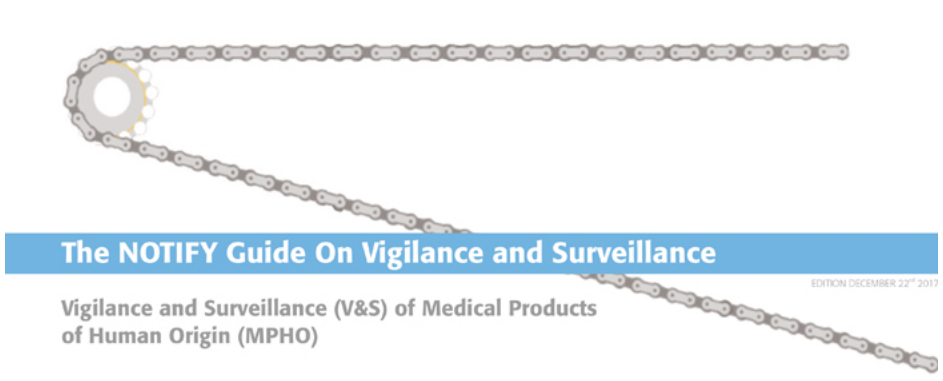 The NOTIFY Guide On Vigilance and Surveillance
EDITION DECEMBER 22ⁿᵈ 2017
Vigilance and Surveillance (V&S) of Medical Products
of Human Origin (MPHO)